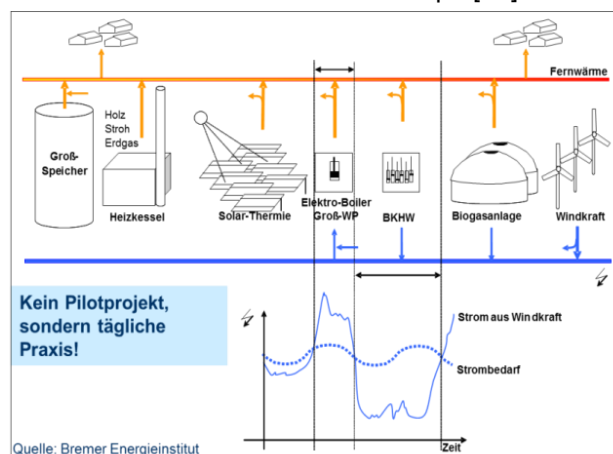 Fernwärme
Holz
Stroh
Erdgas
Groß-
Speicher
Heizkessel
Solar-Thermie
Elektro-Boiler
Groß-WP
BKHW
Biogasanlage
Windkraft
Kein Pilotprojekt,
sondern tägliche
Praxis!
Strom aus Windkraft
Strombedarf
Zeit
Quelle: Bremer Energieinstitut